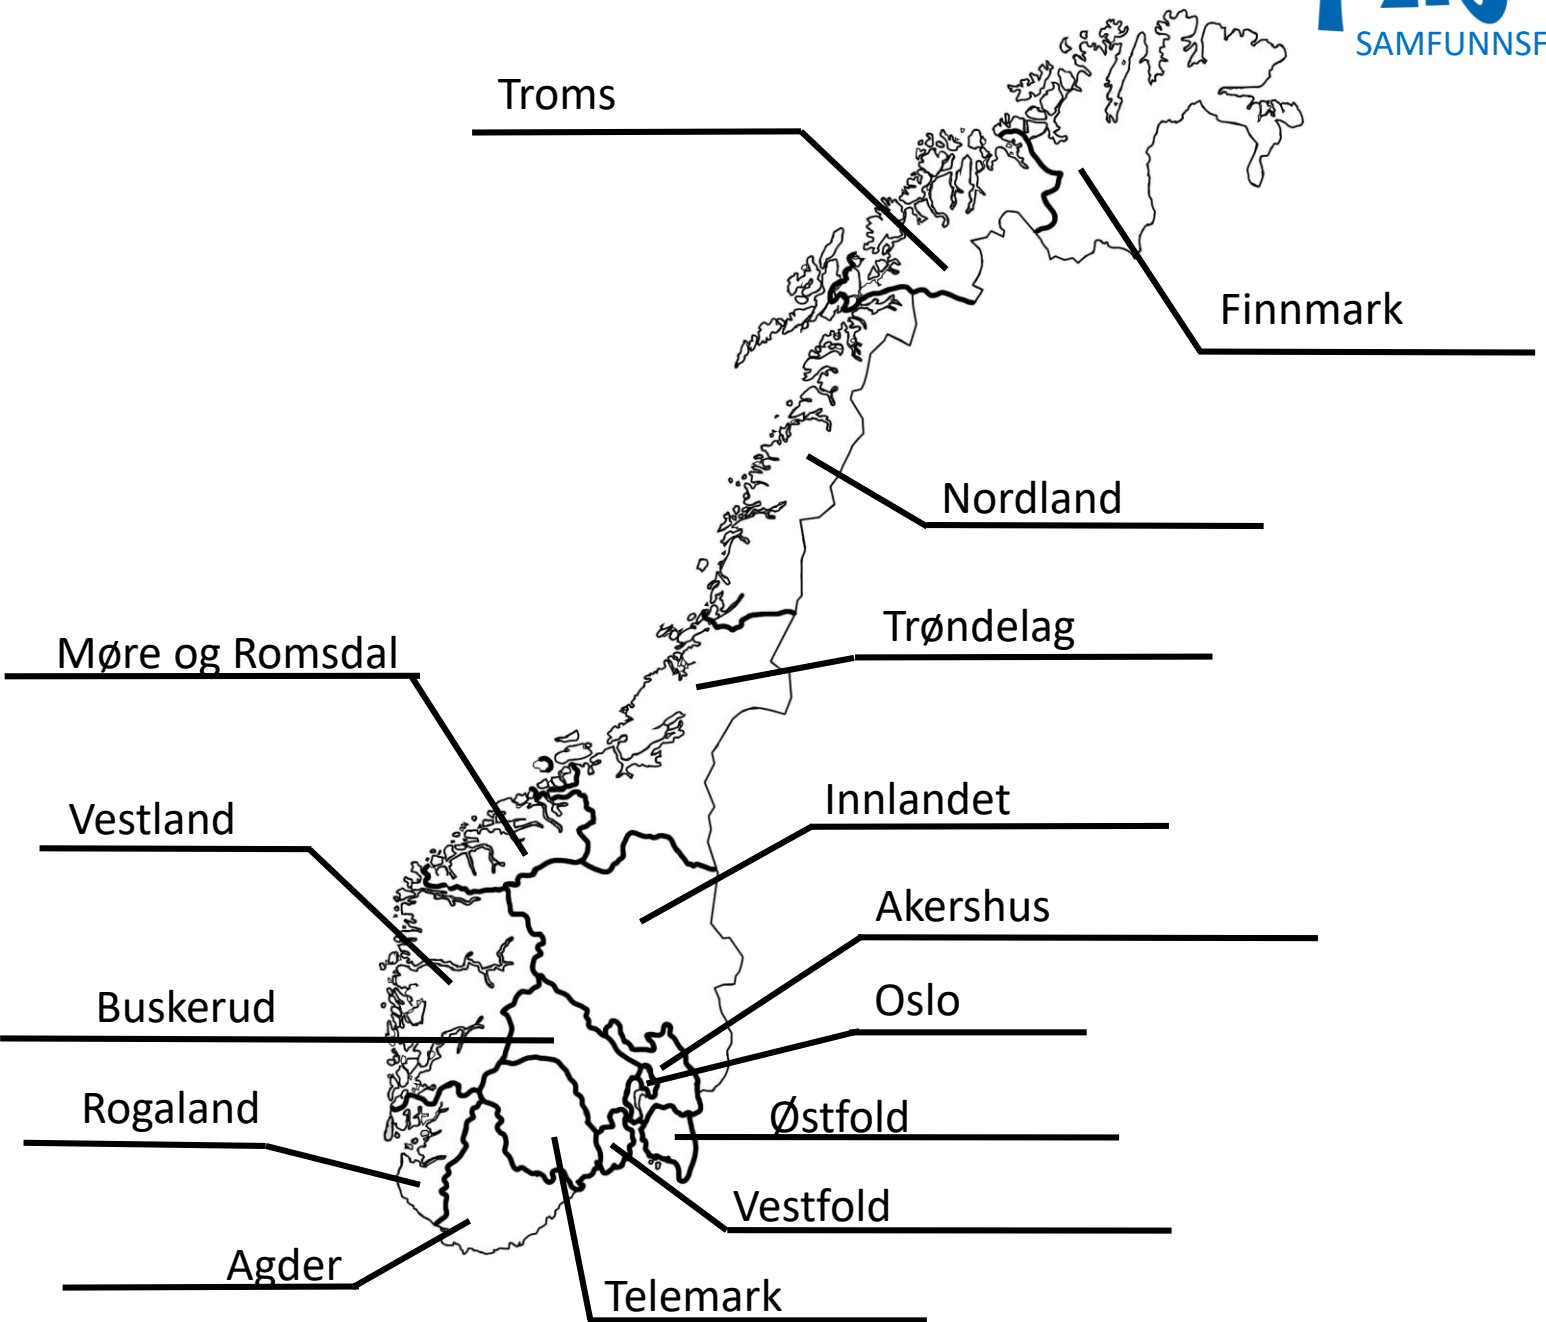 SAMFUNNSF
Troms
Finnmark
Nordland
Trøndelag
Møre og Romsdal
Innlandet
Vestland
Akershus
Oslo
Buskerud
Rogaland
Østfold
Vestfold
Agder
Telemark